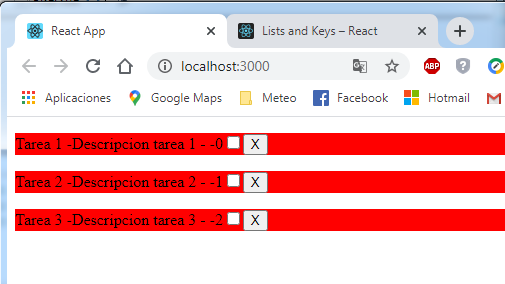 React App
Lists and Keys – React
localhost:3000
ABP
?
Aplicaciones
Google Maps
Meteo
Facebook
Hotmail
Tarea 1 -Descripcion tarea 1 - -0 X
Tarea 2 -Descripcion tarea 2 - -1 X
Tarea 3 -Descripcion tarea 3 - -2 X